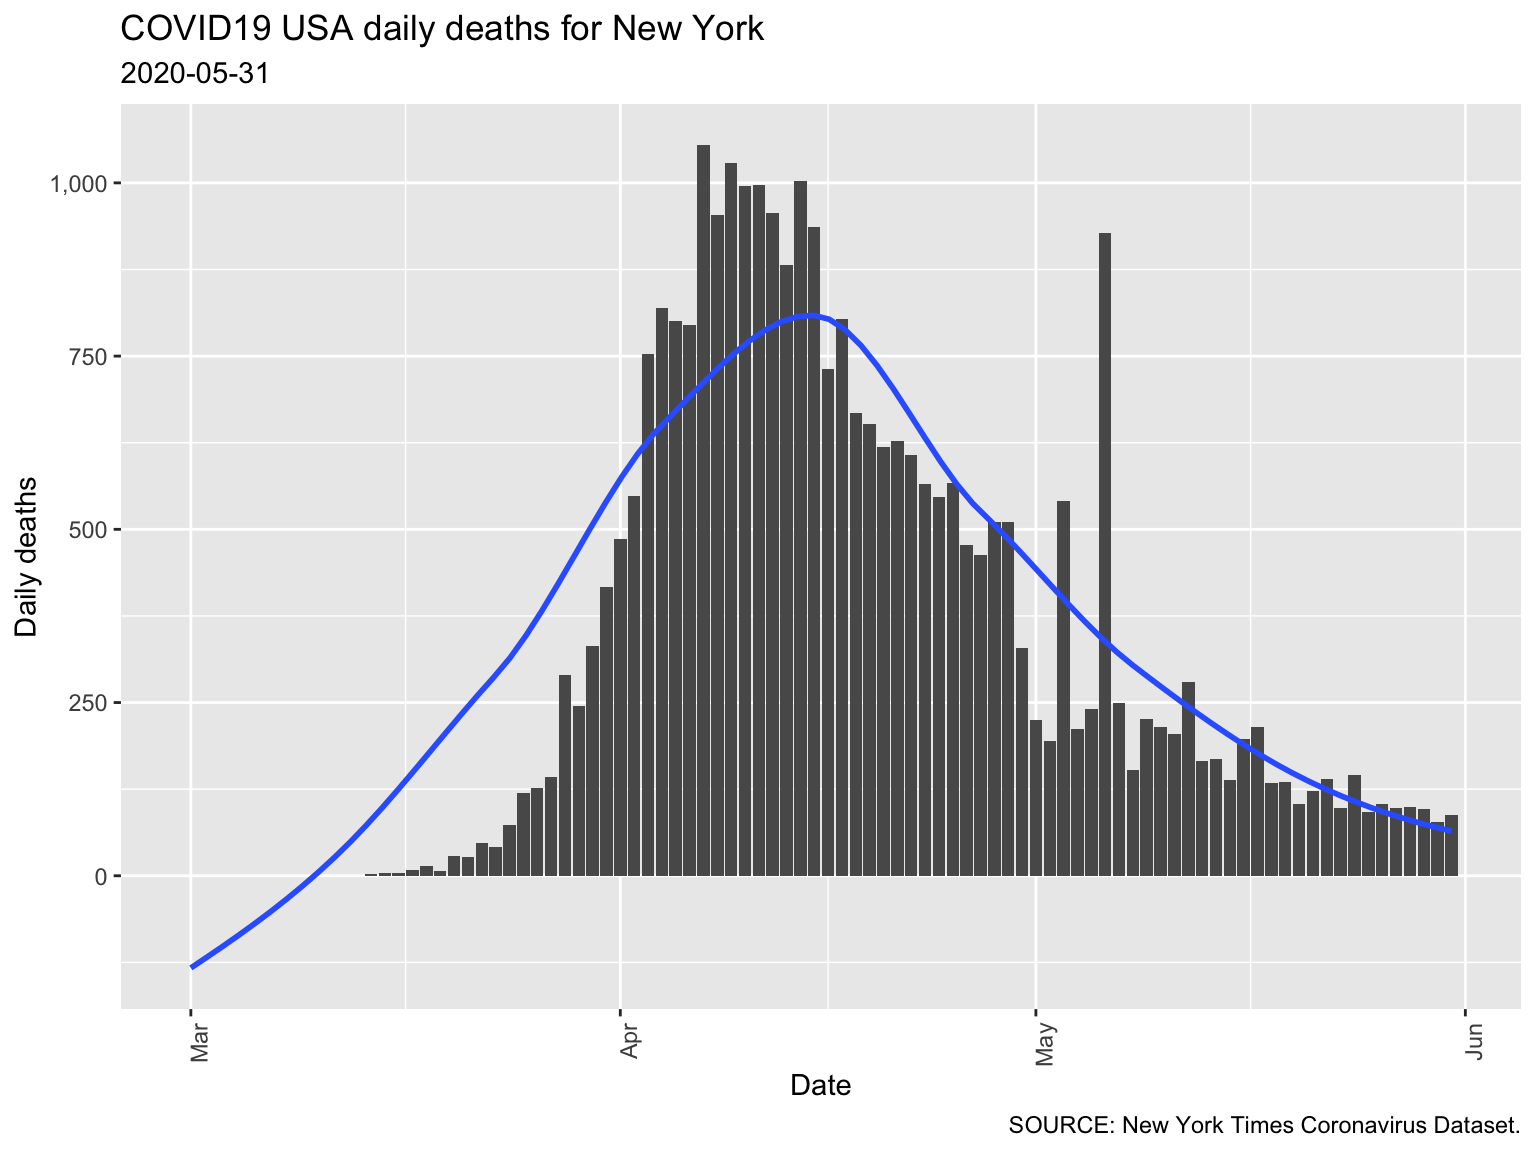 COVID19 USA daily deaths for New York
2020-05-31
Daily deaths
1,000
750
500
250
0
Mar
Apr
May
Jun
Date
SOURCE: New York Times Coronavirus Dataset.